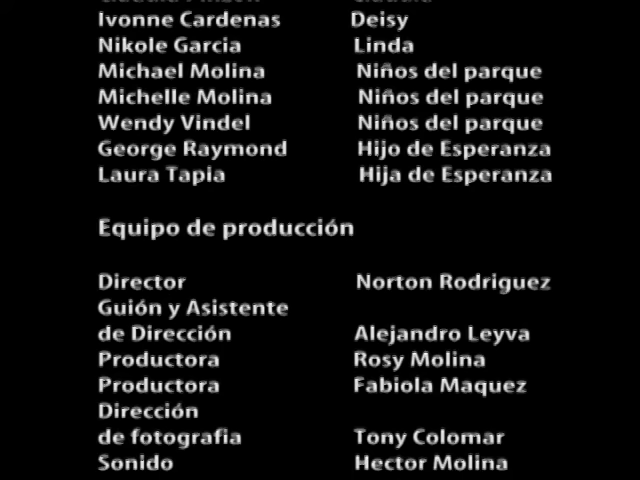 Ivonne Cardenas Deisy
Nikole Garcia Linda
Michael Molina Niños del parque
Michelle Molina Niños del parque
Wendy Vindel Niños del parque
George Raymond Hijo de Esperanza
Laura Tapia Hija de Esperanza
Equipo de producción
Director Norton Rodriguez
Guión y Asistente
de Dirección Alejandro Leyva
Productora Rosy Molina
Productora Fabiola Maquez
Dirección
de fotografia Tony Colomar
Sonido Hector Molina